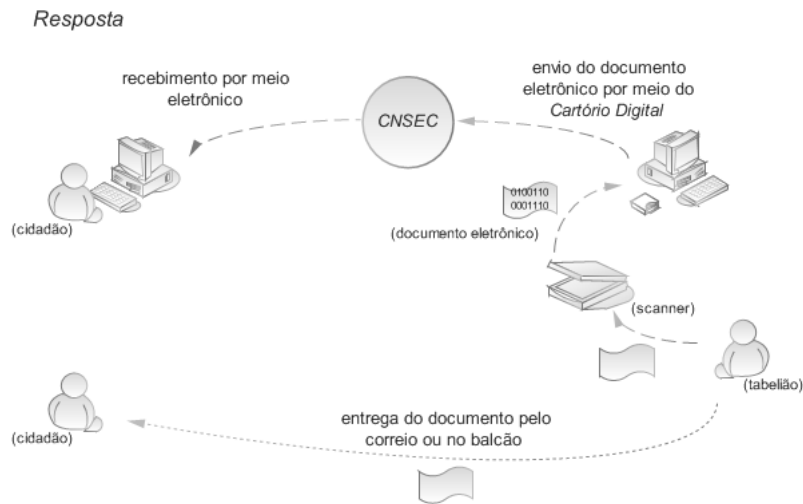 Resposta
recebimento por meio
eletrônico
CNSEC
envio do documento
eletrônico por meio do
Cartório Digital
(cidadão)
0100110
0001110
(documento eletrônico)
(scanner)
(tabelião)
(cidadão)
entrega do documento pelo
correio ou no balcão